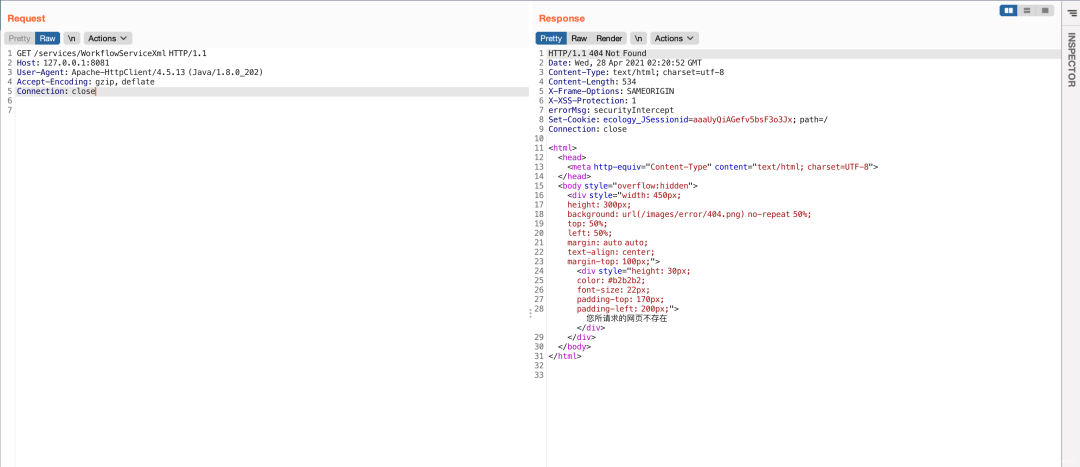 Request
Pretty Raw \n Actions
1 GET /services/WorkflowServiceXml HTTP/1.1
2 Host: 127.0.0.1:8081
3 User-Agent: Apache-HttpClient/4.5.13 (Java/1.8.0_202)
4 Accept-Encoding: gzip, deflate
5 Connection: close
6
7
Response
Pretty Raw Render \n Actions
1 HTTP/1.1 404 Not Found
2 Date: Wed, 28 Apr 2021 02:20:52 GMT
3 Content-Type: text/html; charset=utf-8
4 Content-Length: 534
5 X-Frame-Options: SAMEORIGIN
6 X-XSS-Protection: 1
7 errorMsg: securityIntercept
8 Set-Cookie: ecology_JSessionid=aaaUyQiAGefv5bsF3o3Jx; path=/
9 Connection: close
10
11 <html>
12 <head>
13 <meta http-equiv="Content-Type" content="text/html; charset=UTF-8">
14 </head>
15 <body style="overflow:hidden">
16 <div style="width: 450px;
17 height: 300px;
18 background: url(/images/error/404.png) no-repeat 50%;
19 top: 50%;
20 left: 50%;
21 margin: auto auto;
22 text-align: center;
23 margin-top: 100px;">
24 <div style="height: 30px;
25 color: #b2b2b2;
26 font-size: 22px;
27 padding-top: 170px;
28 padding-left: 200px;">
您所请求的网页不存在
</div>
29 </div>
30 </body>
31 </html>
32
33
INSPECTOR